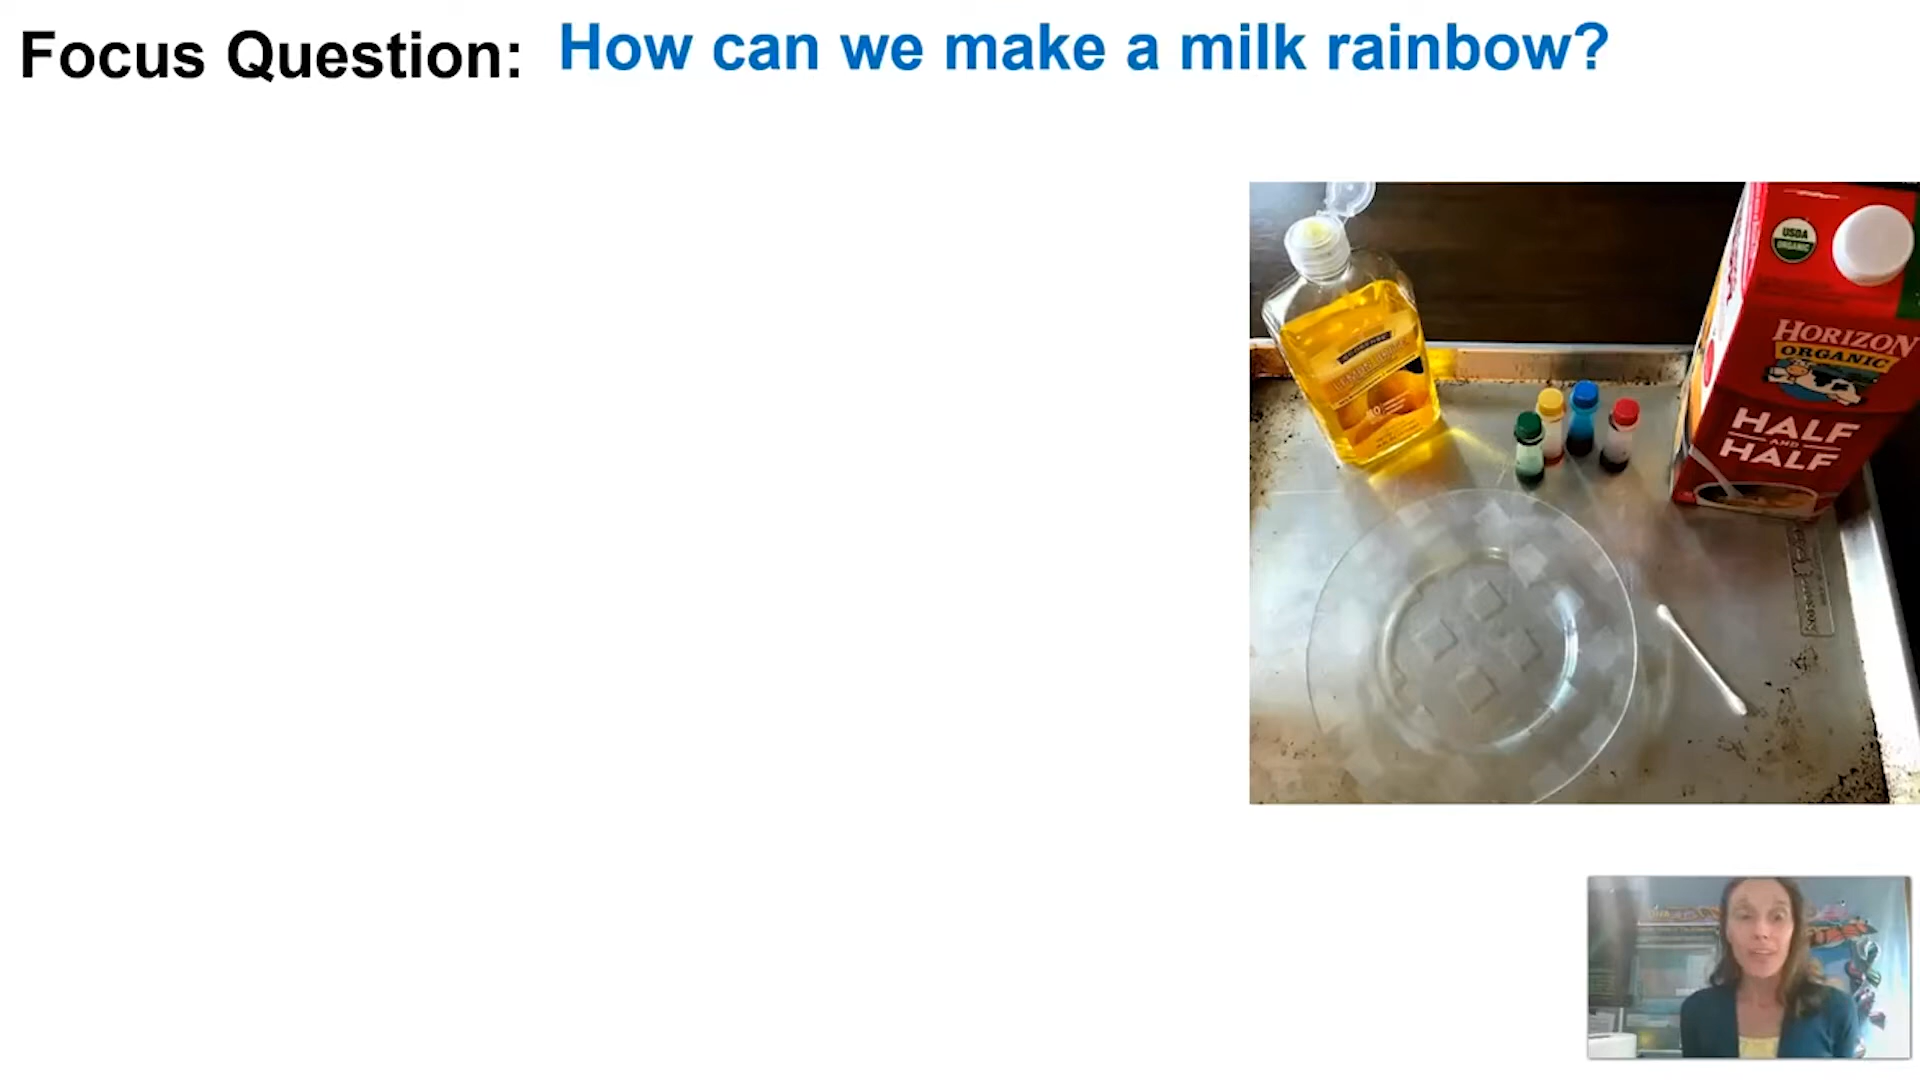 Focus Question: How can we make a milk rainbow?
USDA
ORGANIC
HORIZON
ORGANIC
HALF
AND
HALF